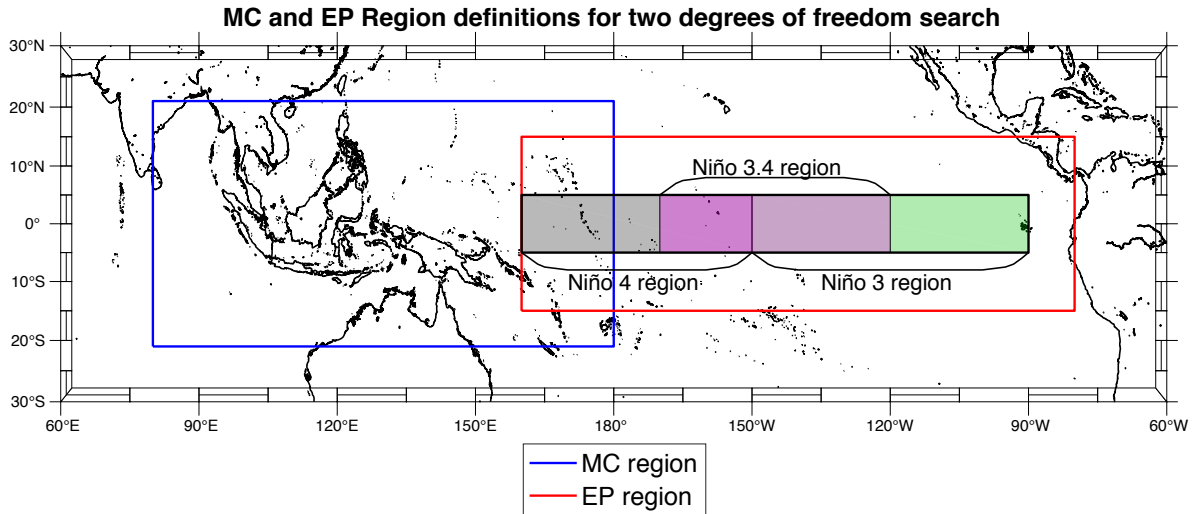 MC and EP Region definitions for two degrees of freedom search
30°N
20°N
10°N
0°
10°S
20°S
30°S
Niño 3.4 region
Niño 4 region
Niño 3 region
60°E
90°E
120°E
150°E
180°
150°W
120°W
90°W
60°W
MC region
EP region